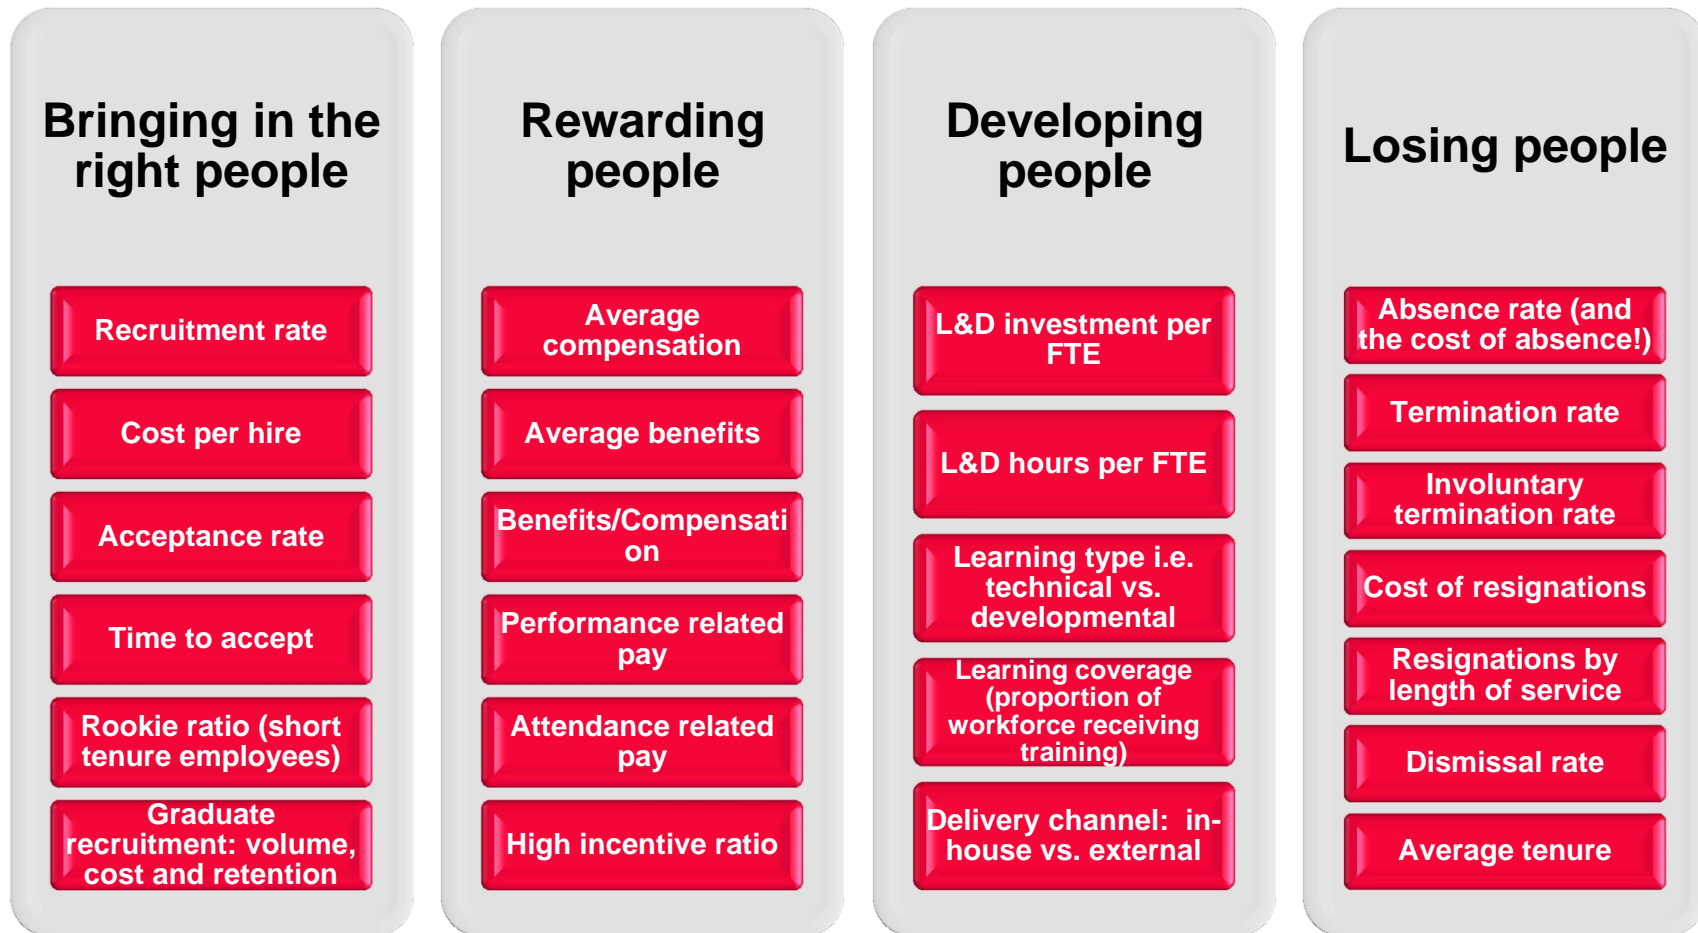 Bringing in the
right people
Recruitment rate
Cost per hire
Acceptance rate
Time to accept
Rookie ratio (short
tenure employees)
Graduate
recruitment: volume,
cost and retention
Rewarding
people
Average
compensation
Average benefits
Benefits/Compensati
on
Performance related
pay
Attendance related
pay
High incentive ratio
Developing
people
L&D investment per
FTE
L&D hours per FTE
Learning type i.e.
technical vs.
developmental
Learning coverage
(proportion of
workforce receiving
training)
Delivery channel:  in-
house vs. external
Losing people
Absence rate (and
the cost of absence!)
Termination rate
Involuntary
termination rate
Cost of resignations
Resignations by
length of service
Dismissal rate
Average tenure